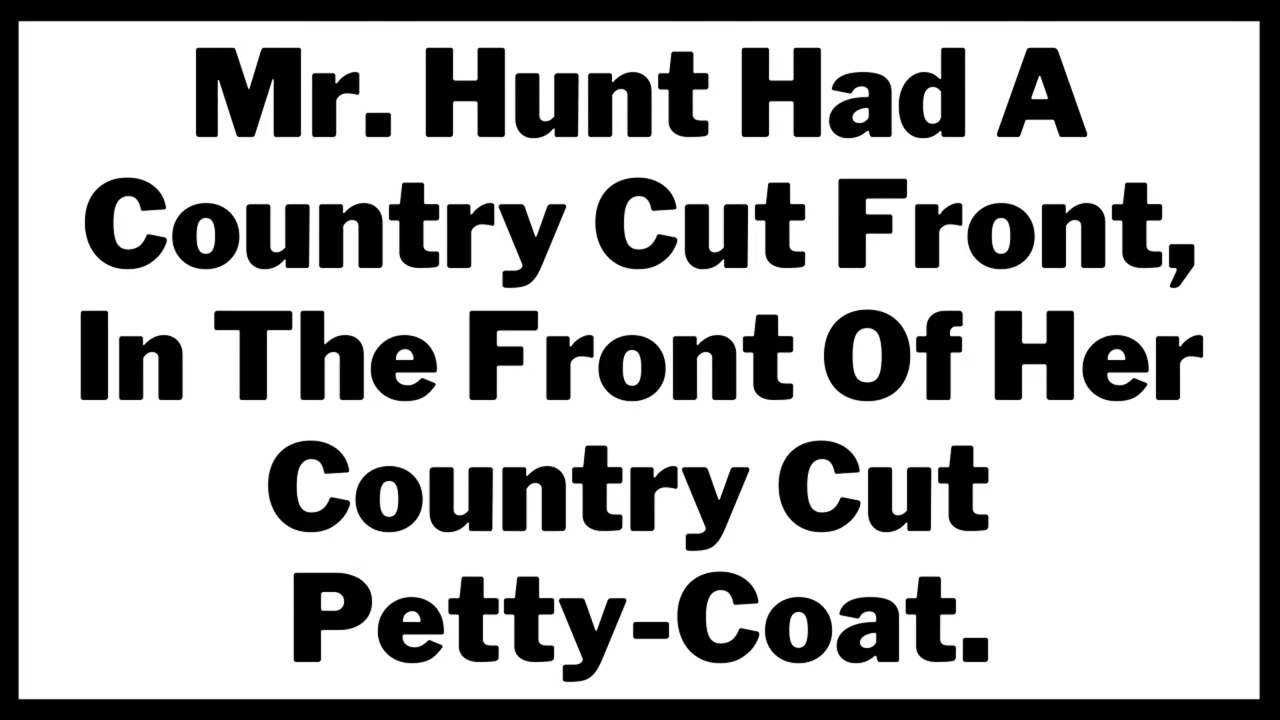 Mr. Hunt Had A
Country Cut Front,
In The Front Of Her
Country Cut
Petty-Coat.